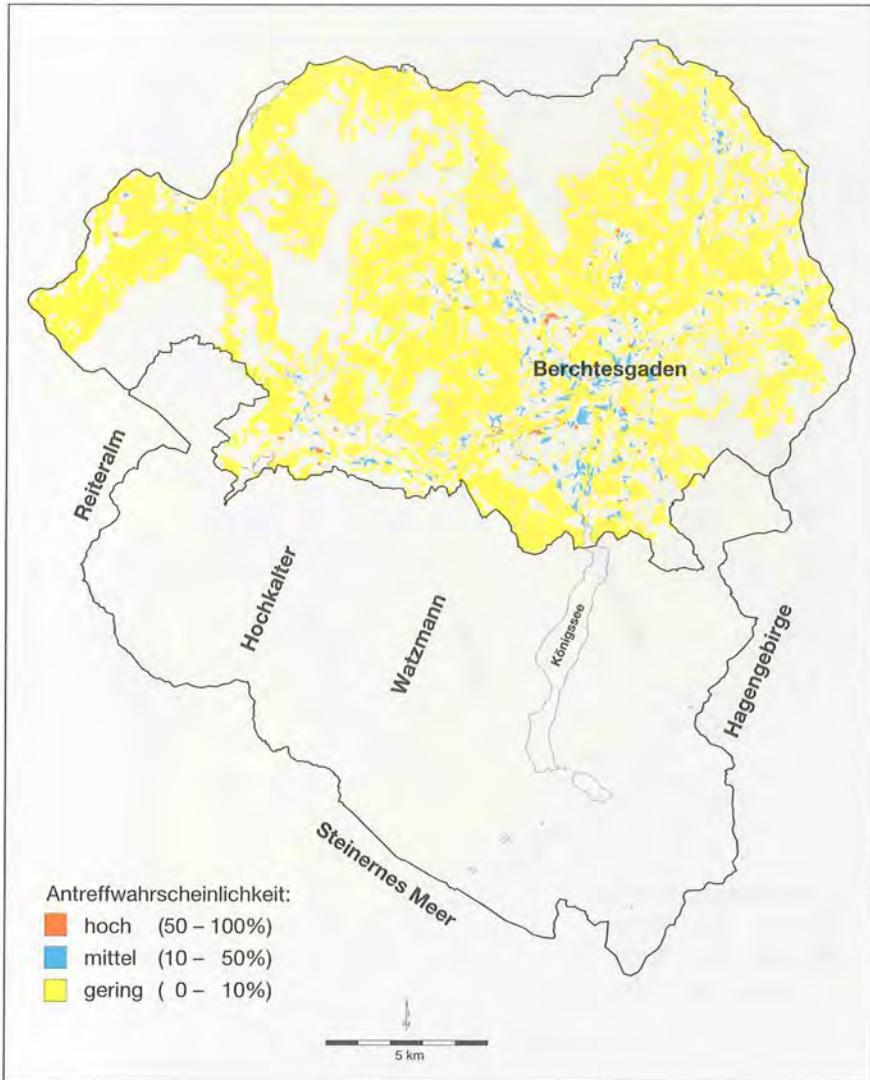 Berchtesgaden
Reiteralm
Hochkalter
Watzmann
Königssee
Hagengebirge
Steinernes Meer
Antreffwahrscheinlichkeit:
hoch (50 – 100%)
mittel (10 – 50%)
gering ( 0 – 10%)
5 km